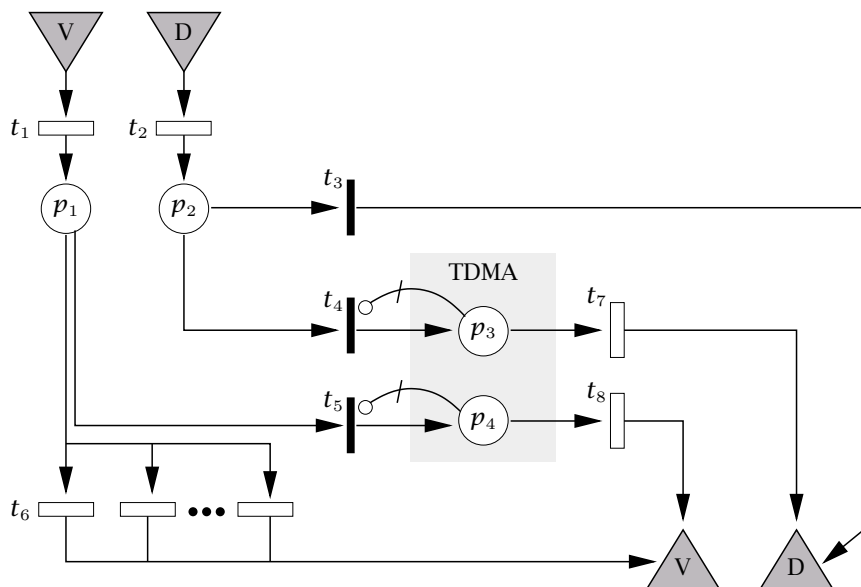 V D
t₁ t₂
p₁ p₂ t₃
TDMA
t₄ p₃ t₇
t₅ p₄ t₈
t₆
V D